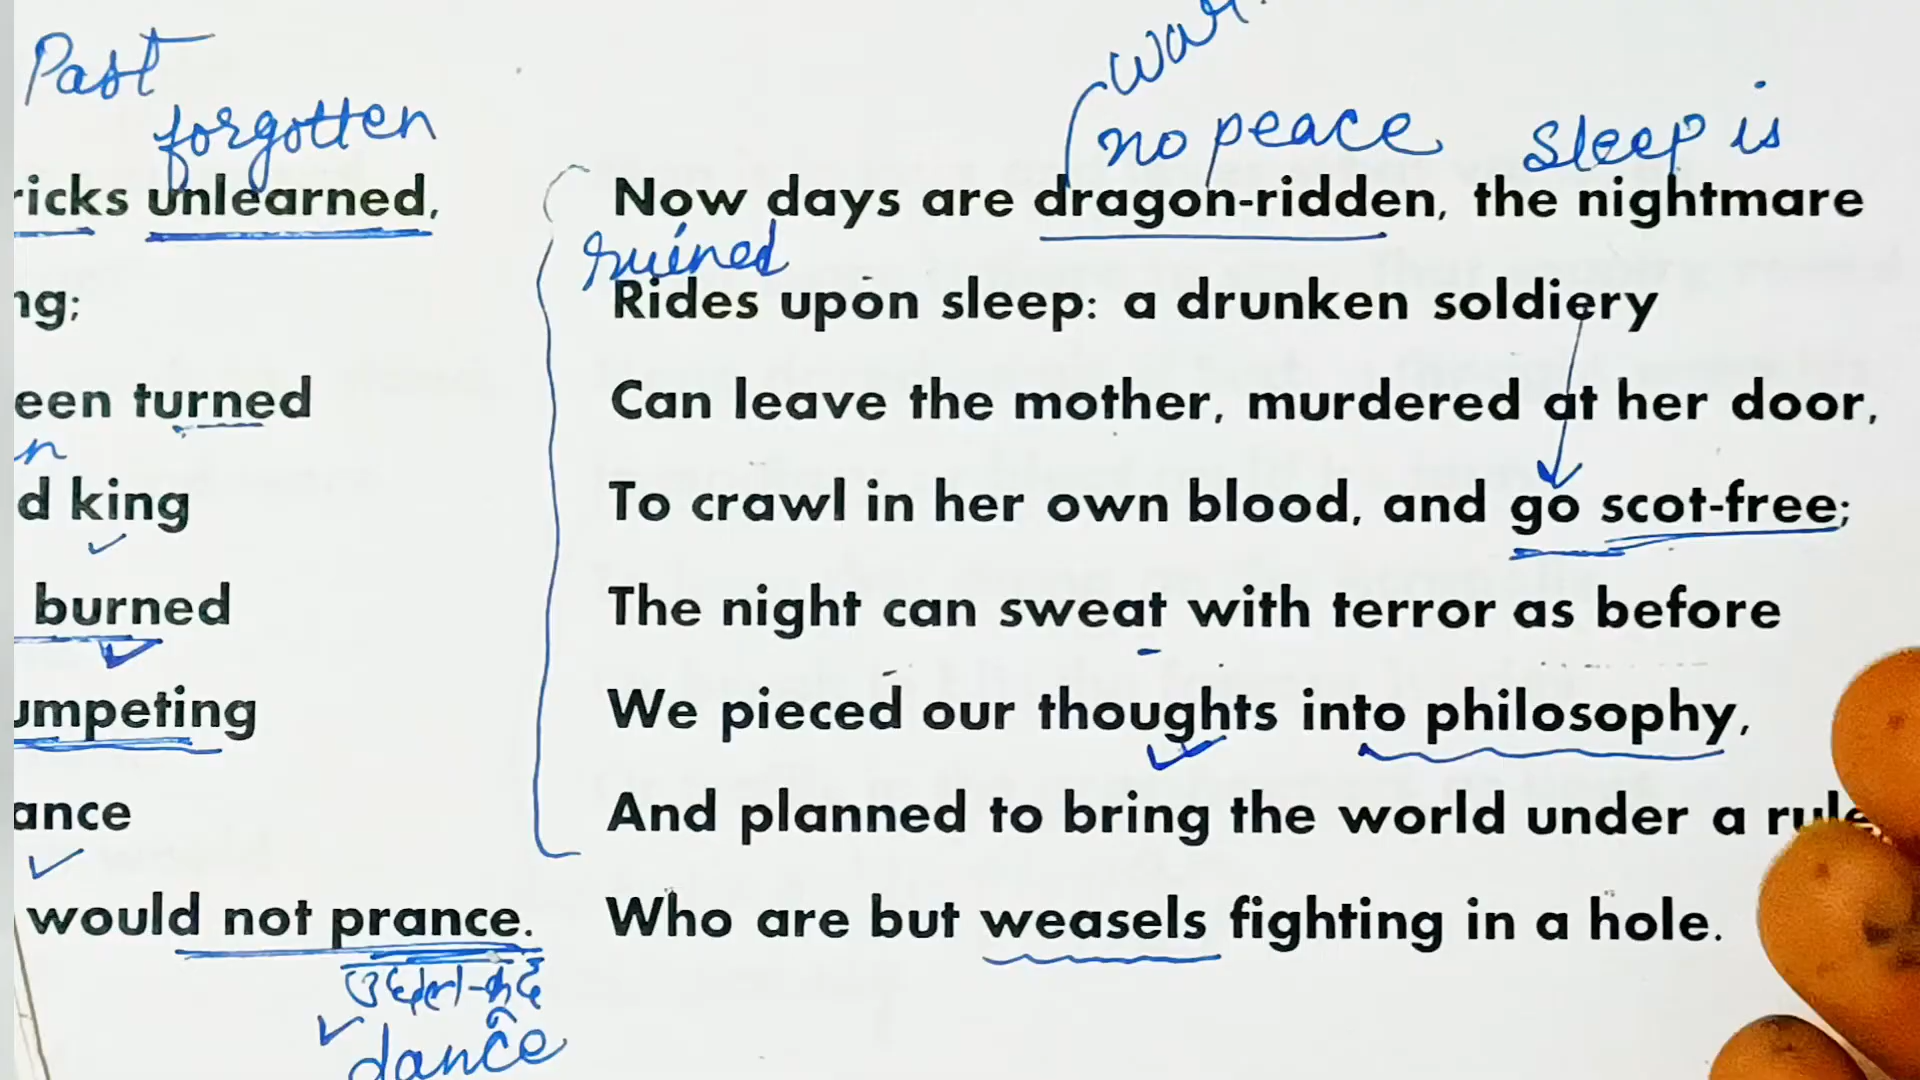 Past
forgotten
ricks unlearned,
ng;
een turned
n
d king
burned
umpeting
ance
would not prance.
उछल-कूद
dance
war
no peace sleep is
Now days are dragon-ridden, the nightmare
ruined
Rides upon sleep: a drunken soldiery
Can leave the mother, murdered at her door,
To crawl in her own blood, and go scot-free;
The night can sweat with terror as before
We pieced our thoughts into philosophy,
And planned to bring the world under a rule
Who are but weasels fighting in a hole.